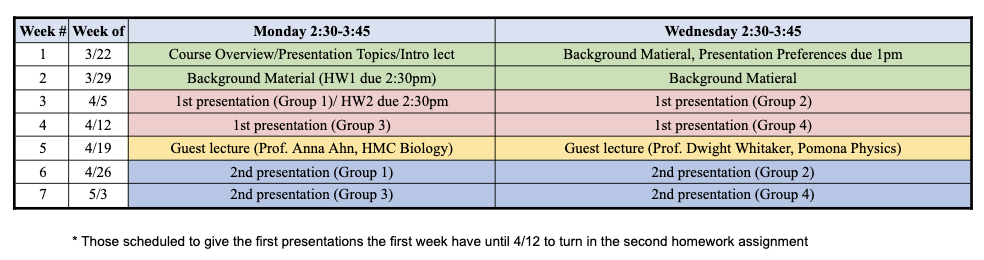 Week # Week of Monday 2:30-3:45 Wednesday 2:30-3:45
1 3/22 Course Overview/Presentation Topics/Intro lect Background Matieral, Presentation Preferences due 1pm
2 3/29 Background Material (HW1 due 2:30pm) Background Matieral
3 4/5 1st presentation (Group 1)/ HW2 due 2:30pm 1st presentation (Group 2)
4 4/12 1st presentation (Group 3) 1st presentation (Group 4)
5 4/19 Guest lecture (Prof. Anna Ahn, HMC Biology) Guest lecture (Prof. Dwight Whitaker, Pomona Physics)
6 4/26 2nd presentation (Group 1) 2nd presentation (Group 2)
7 5/3 2nd presentation (Group 3) 2nd presentation (Group 4)
* Those scheduled to give the first presentations the first week have until 4/12 to turn in the second homework assignment